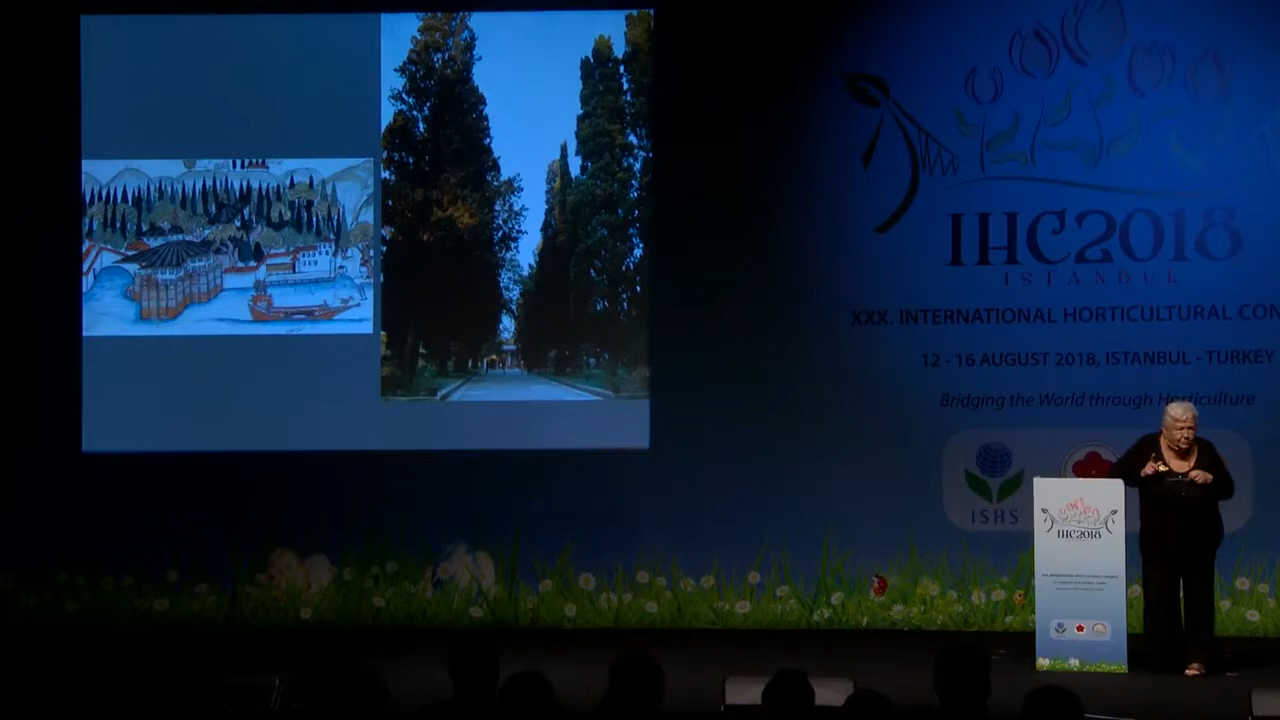 IHC2018
ISTANBUL
XXX. INTERNATIONAL HORTICULTURAL CON
12 - 16 AUGUST 2018, ISTANBUL - TURKEY
Bridging the World through Horticulture
ISHS
IHC2018